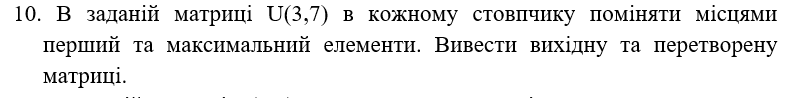 10. В заданій матриці U(3,7) в кожному стовпчику поміняти місцями
перший та максимальний елементи. Вивести вихідну та перетворену
матриці.